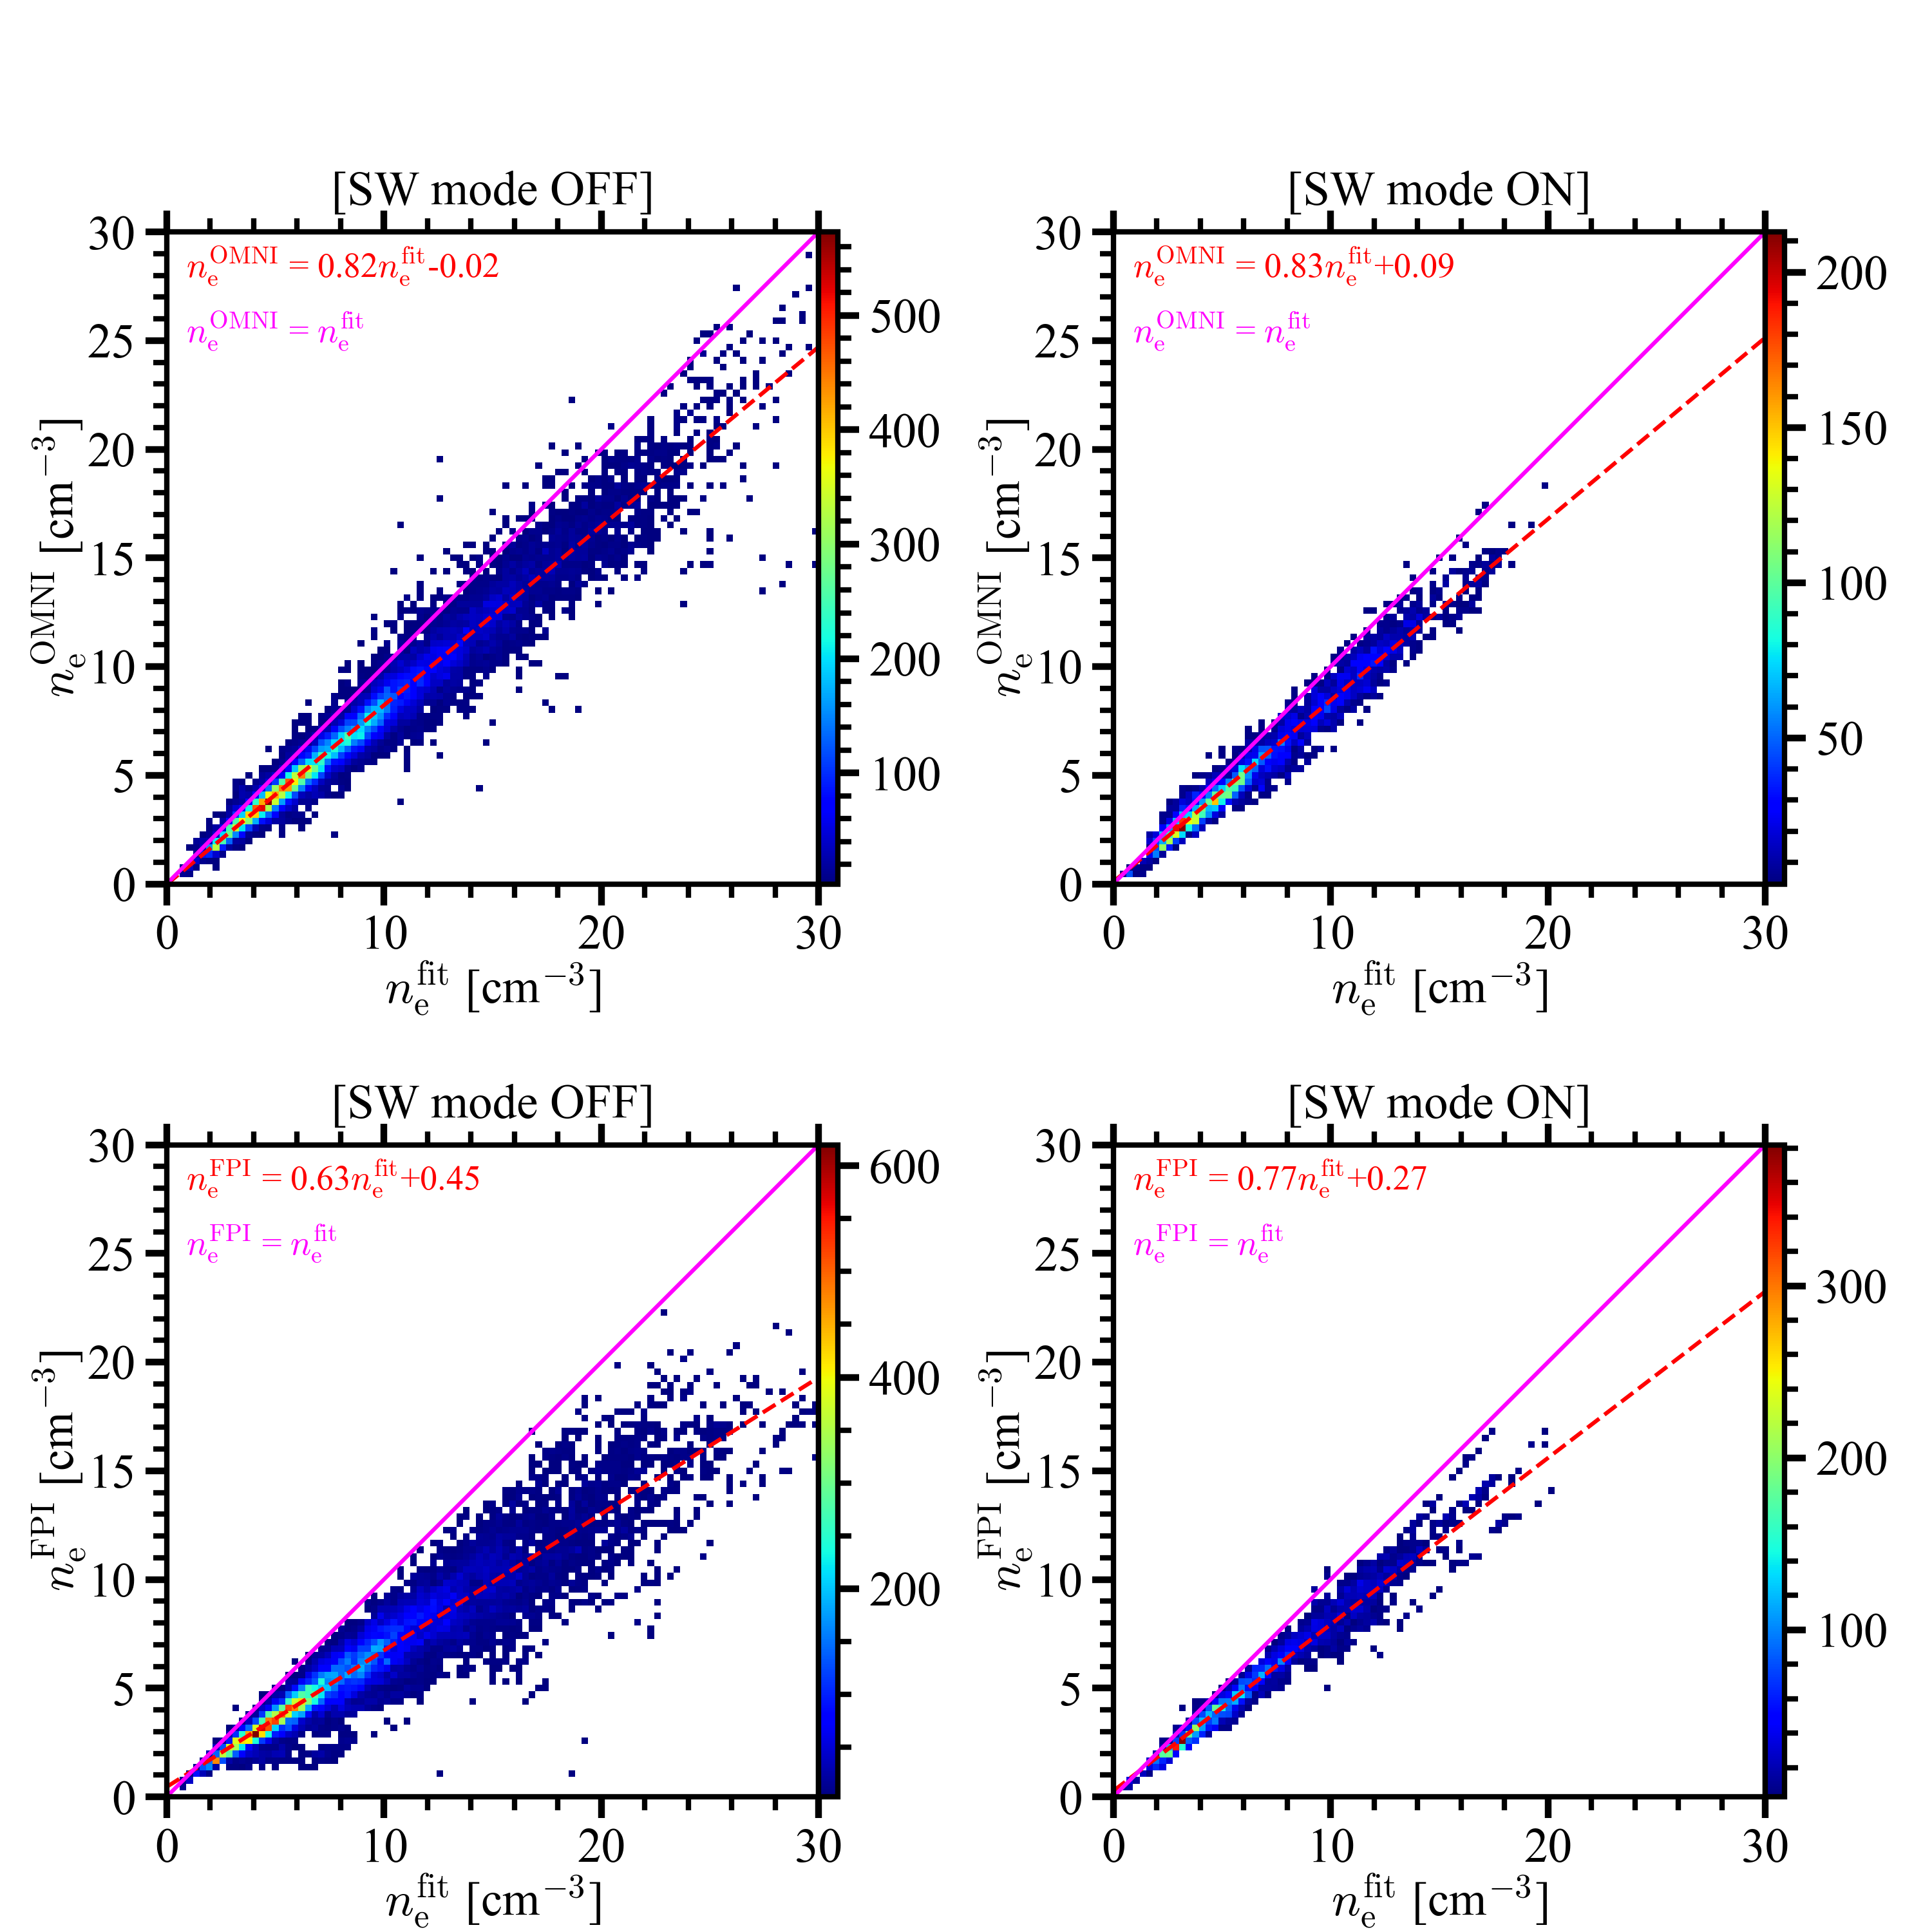 [SW mode OFF]
n_e^OMNI = 0.82n_e^fit-0.02
n_e^OMNI = n_e^fit
30
25
20
15
10
5
0
n_e^OMNI [cm^−3]
0 10 20 30
n_e^fit [cm^−3]
500
400
300
200
100
[SW mode ON]
n_e^OMNI = 0.83n_e^fit+0.09
n_e^OMNI = n_e^fit
30
25
20
15
10
5
0
n_e^OMNI [cm^−3]
0 10 20 30
n_e^fit [cm^−3]
200
150
100
50
[SW mode OFF]
n_e^FPI = 0.63n_e^fit+0.45
n_e^FPI = n_e^fit
30
25
20
15
10
5
0
n_e^FPI [cm^−3]
0 10 20 30
n_e^fit [cm^−3]
600
400
200
[SW mode ON]
n_e^FPI = 0.77n_e^fit+0.27
n_e^FPI = n_e^fit
30
25
20
15
10
5
0
n_e^FPI [cm^−3]
0 10 20 30
n_e^fit [cm^−3]
300
200
100